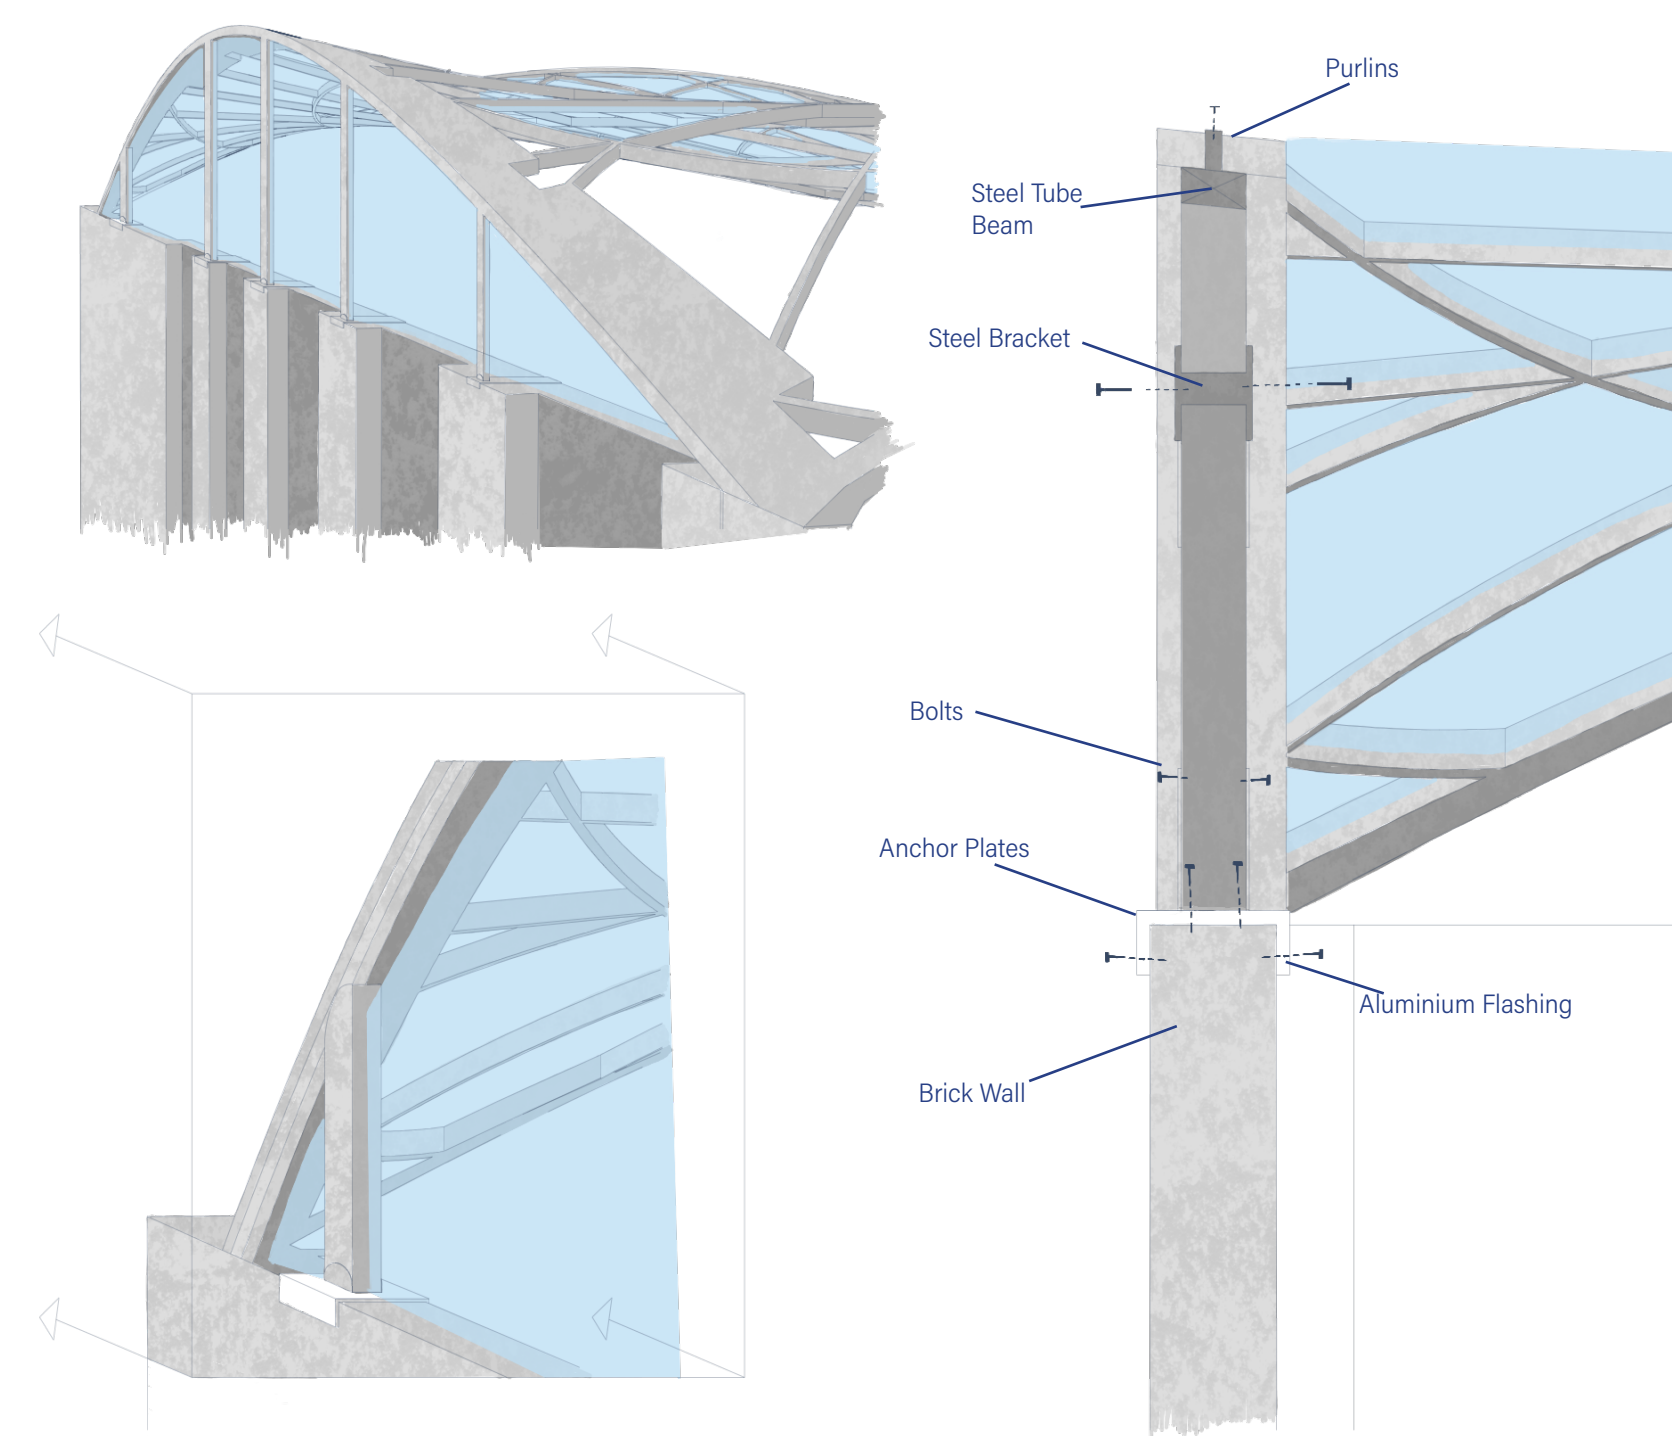 Purlins
Steel Tube
Beam
Steel Bracket
Bolts
Anchor Plates
Aluminium Flashing
Brick Wall